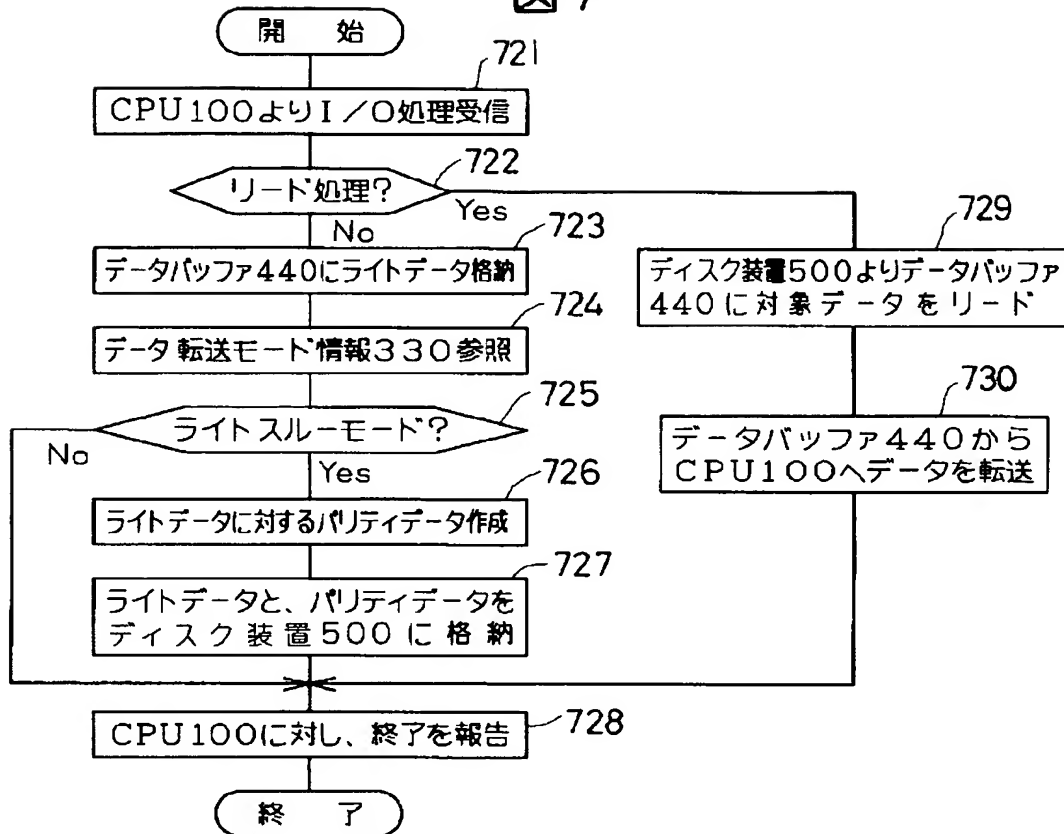 図 7
開 始
721
CPU100よりI/O処理受信
722
リード処理?
Yes
No
723
データバッファ440にライトデータ格納
724
データ転送モード情報330参照
725
ライトスルーモード?
No
Yes
726
ライトデータに対するパリティデータ作成
727
ライトデータと、パリティデータを
ディスク装置500に格納
729
ディスク装置500よりデータバッファ
440に対象データをリード
730
データバッファ440から
CPU100へデータを転送
728
CPU100に対し、終了を報告
終 了